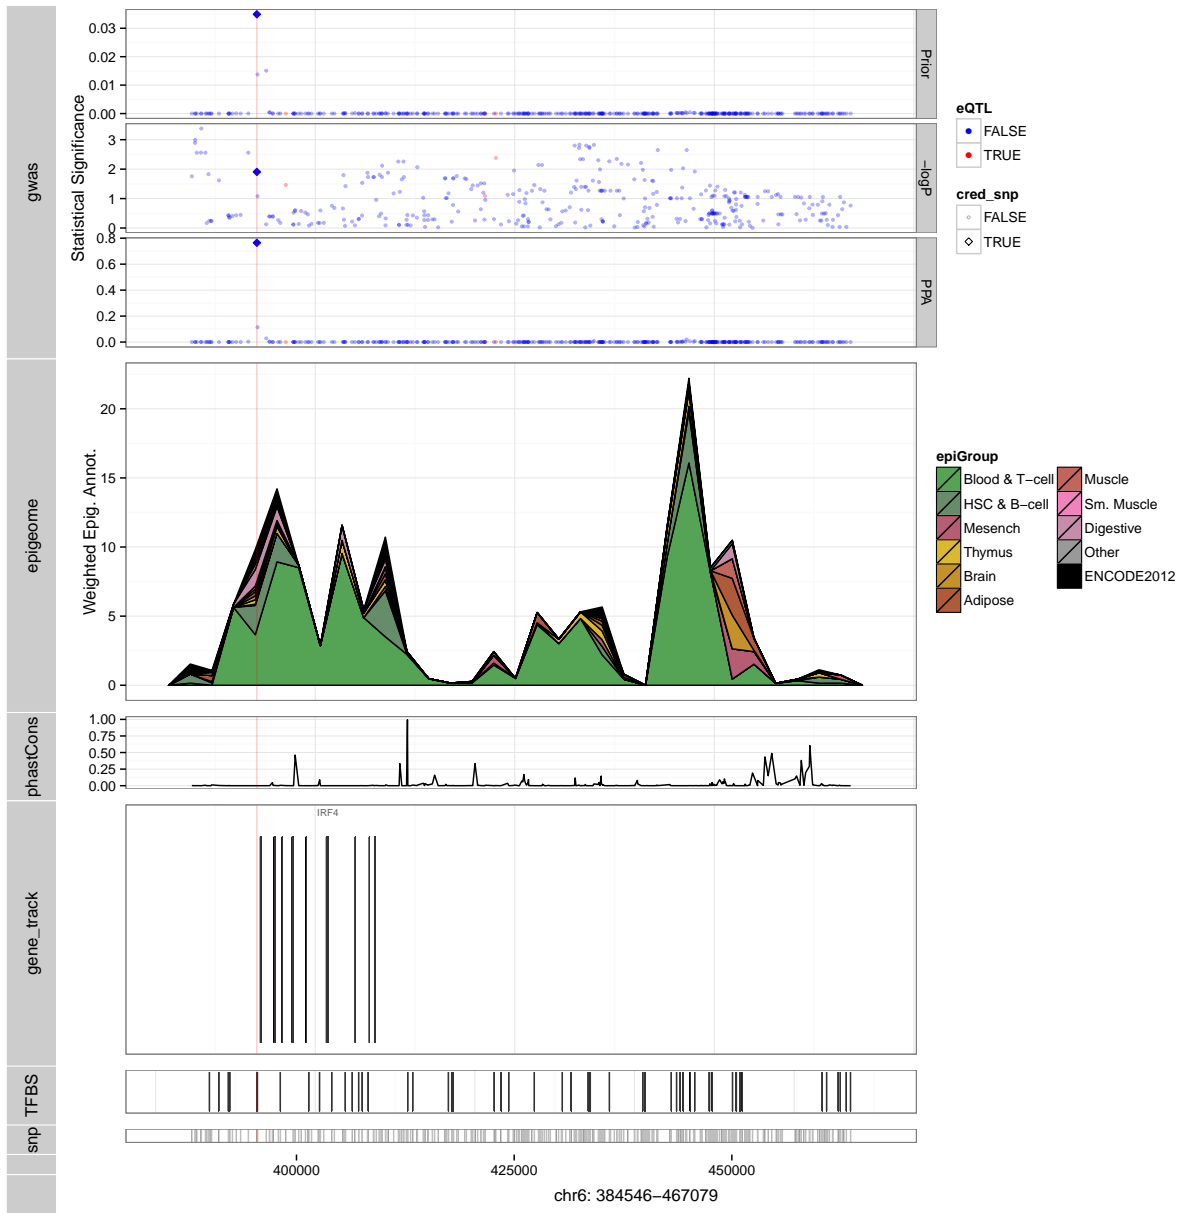 gwas
Statistical Significance
0.03
0.02
0.01
0.00
Prior
3
2
1
0
−logP
0.8
0.6
0.4
0.2
0.0
PPA
eQTL
FALSE
TRUE
cred_snp
FALSE
TRUE
epigeome
Weighted Epig. Annot.
20
15
10
5
0
epiGroup
Blood & T−cell
HSC & B−cell
Mesench
Thymus
Brain
Adipose
Muscle
Sm. Muscle
Digestive
Other
ENCODE2012
phastCons
1.00
0.75
0.50
0.25
0.00
gene_track
IRF4
TFBS
snp
400000
425000
450000
chr6: 384546−467079